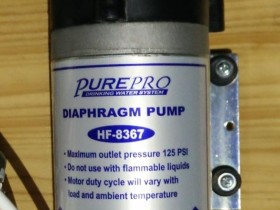 PUREPRO
DRINKING WATER SYSTCH
DIAPHRAGM PUMP
HF-8367
• Maximum outlet pressure 125 PSI
• Do not use with flammable liquids
• Motor duty cycle will vary with
load and ambient temperature